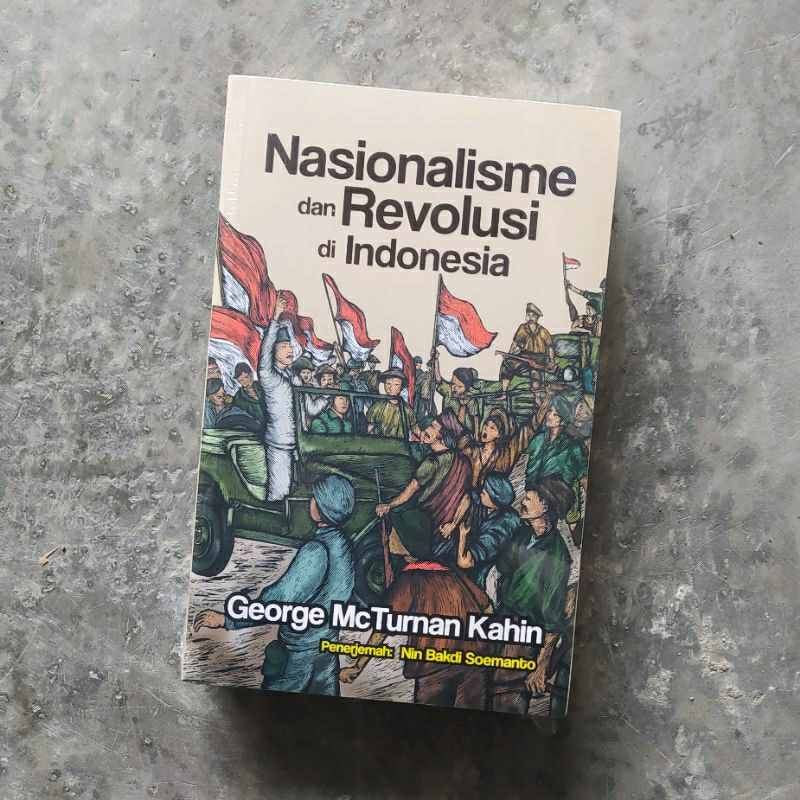 Nasionalisme
dan Revolusi
di Indonesia
George McTurnan Kahin
Penerjemah: Nin Bakdi Soemanto